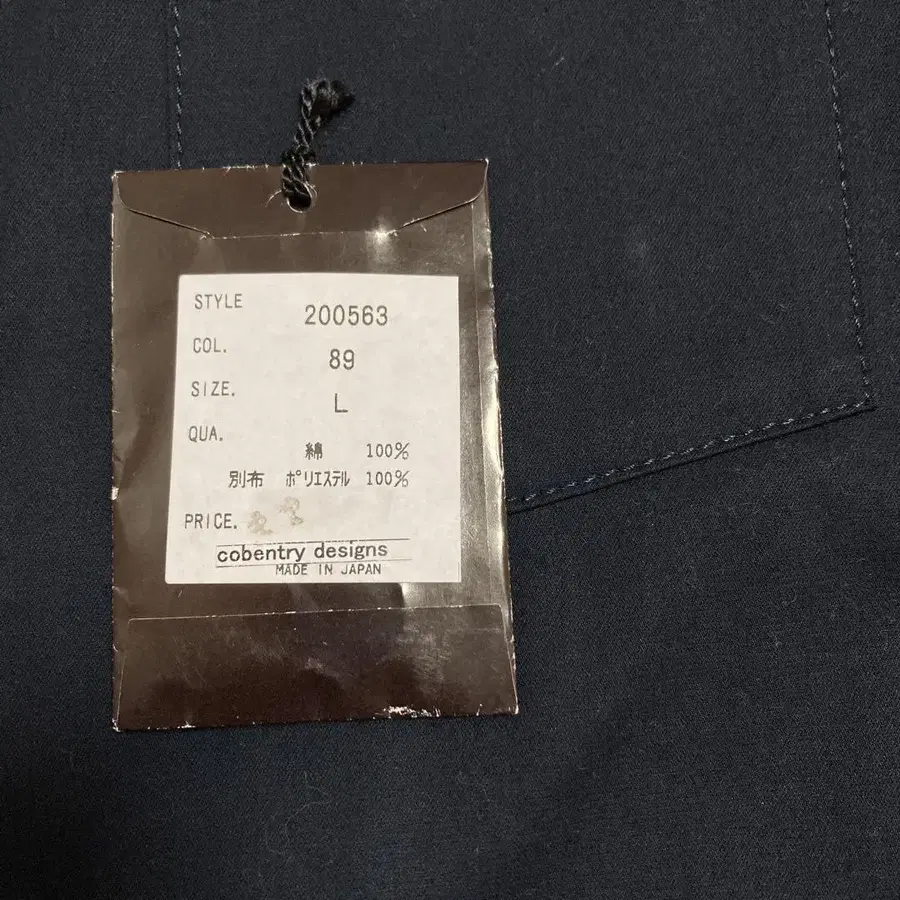 STYLE 200563
COL. 89
SIZE. L
QUA.
綿 100%
別布 ポリエステル 100%
PRICE.
cobentry designs
MADE IN JAPAN